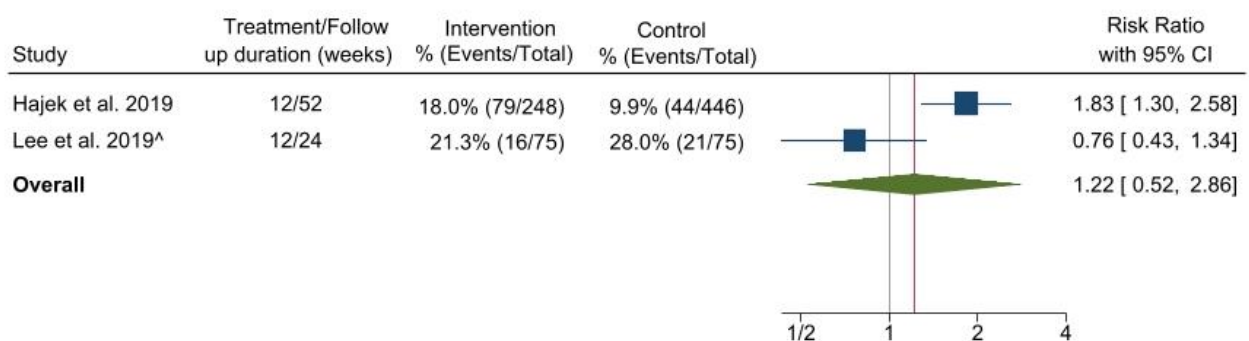 Study Treatment/Follow up duration (weeks) Intervention % (Events/Total) Control % (Events/Total) Risk Ratio with 95% CI
Hajek et al. 2019 12/52 18.0% (79/248) 9.9% (44/446) 1.83 [ 1.30, 2.58]
Lee et al. 2019^ 12/24 21.3% (16/75) 28.0% (21/75) 0.76 [ 0.43, 1.34]
Overall 1.22 [ 0.52, 2.86]
1/2 1 2 4